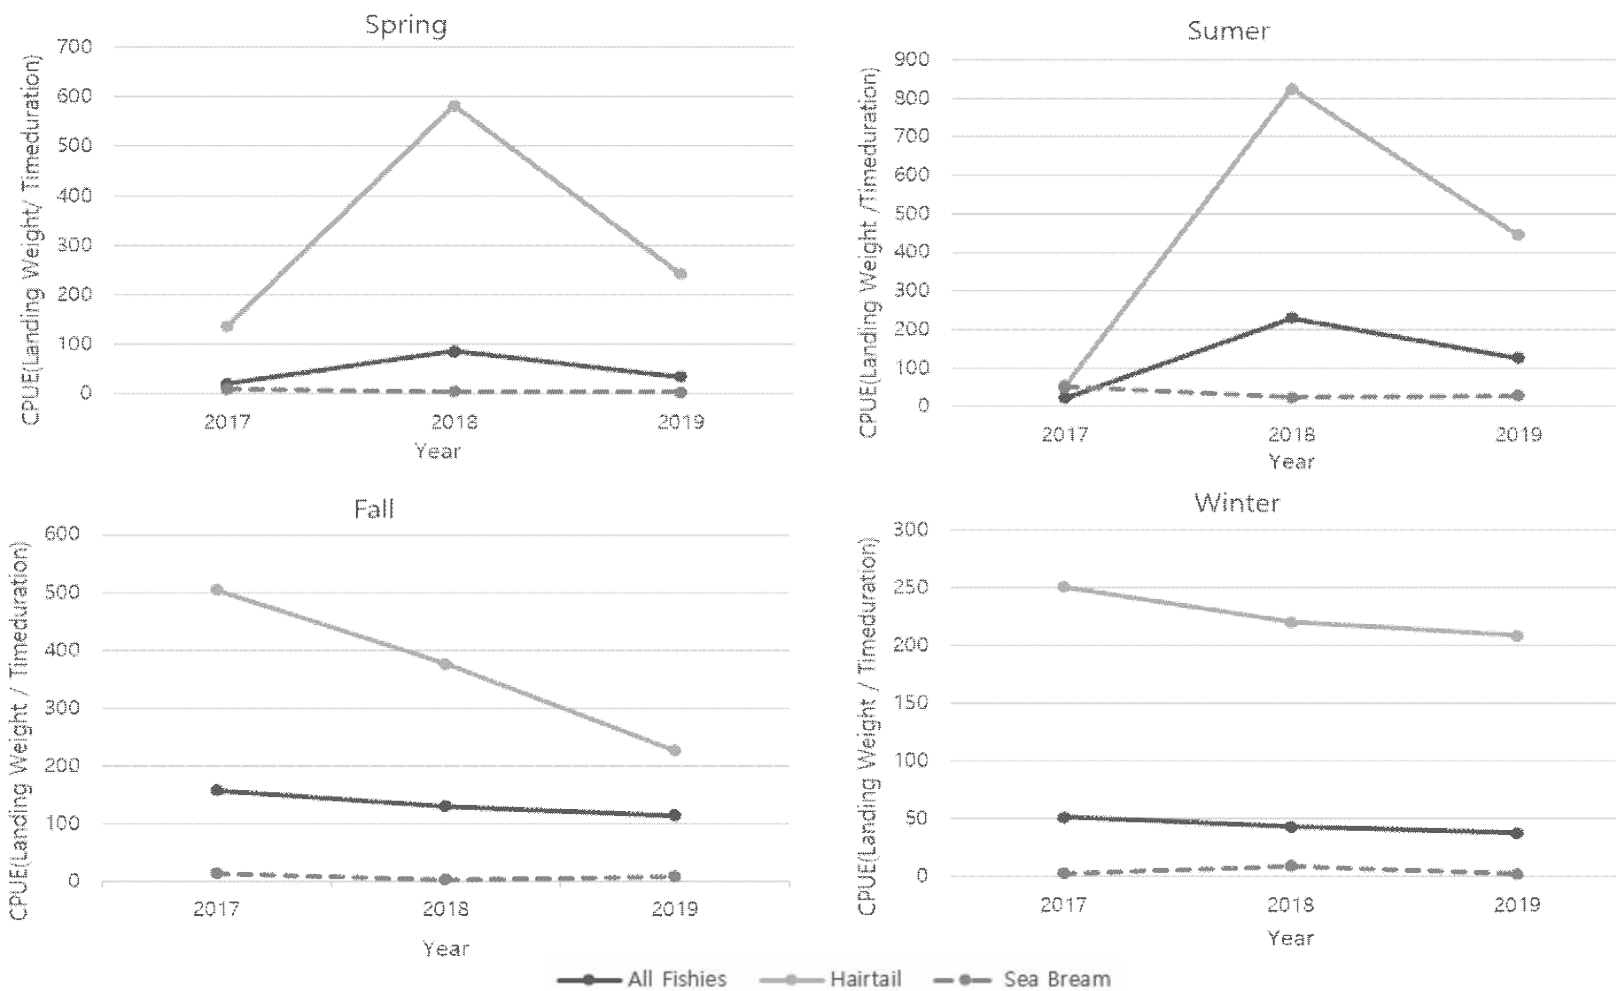 Spring
CPUE(Landing Weight/ Timeduration)
700
600
500
400
300
200
100
0
2017 2018 2019
Year
Sumer
CPUE(Landing Weight /Timeduration)
900
800
700
600
500
400
300
200
100
0
2017 2018 2019
Year
Fall
CPUE(Landing Weight / Timeduration)
600
500
400
300
200
100
0
2017 2018 2019
Year
Winter
CPUE(Landing Weight / Timeduration)
300
250
200
150
100
50
0
2017 2018 2019
Year
All Fishies Hairtail Sea Bream